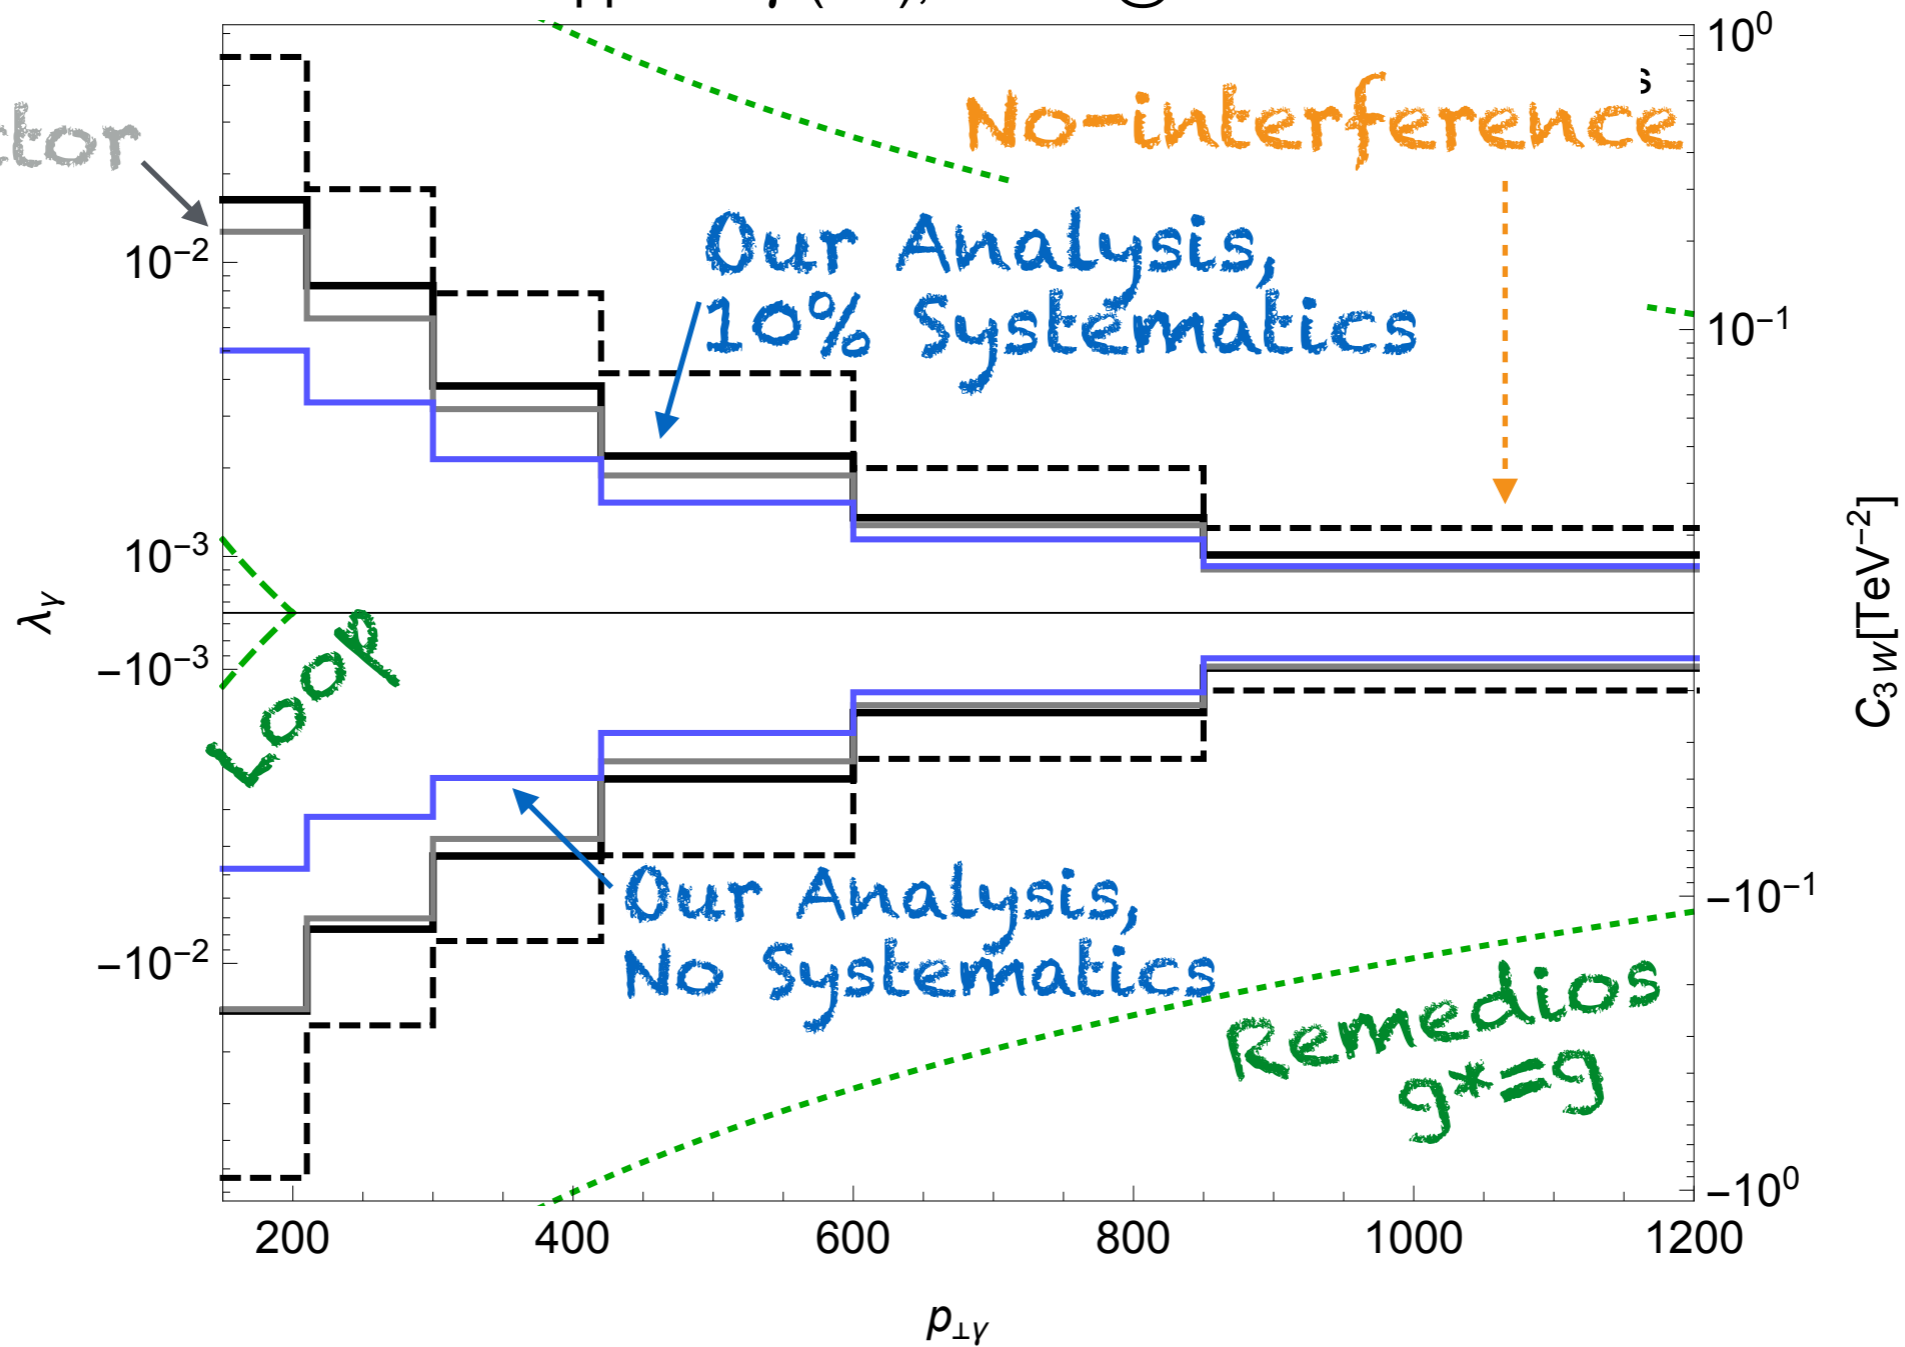 No-interference
Our Analysis,
10% Systematics
Loop
Our Analysis,
No Systematics
Remedios
g*=g
10⁻²
10⁻³
−10⁻³
−10⁻²
λγ
10⁰
10⁻¹
−10⁻¹
−10⁰
C₃w[TeV⁻²]
200 400 600 800 1000 1200
p⊥γ